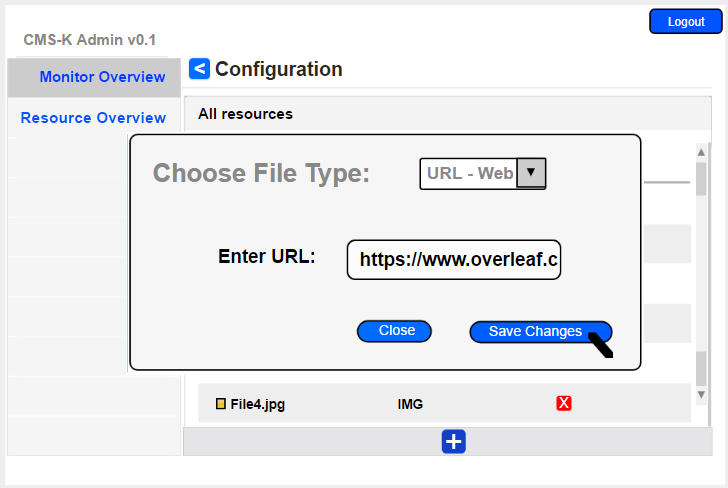 Logout
CMS-K Admin v0.1
Monitor Overview
< Configuration
Resource Overview
All resources
Choose File Type:
URL - Web
Enter URL:
https://www.overleaf.c
Close
Save Changes
File4.jpg IMG X
+